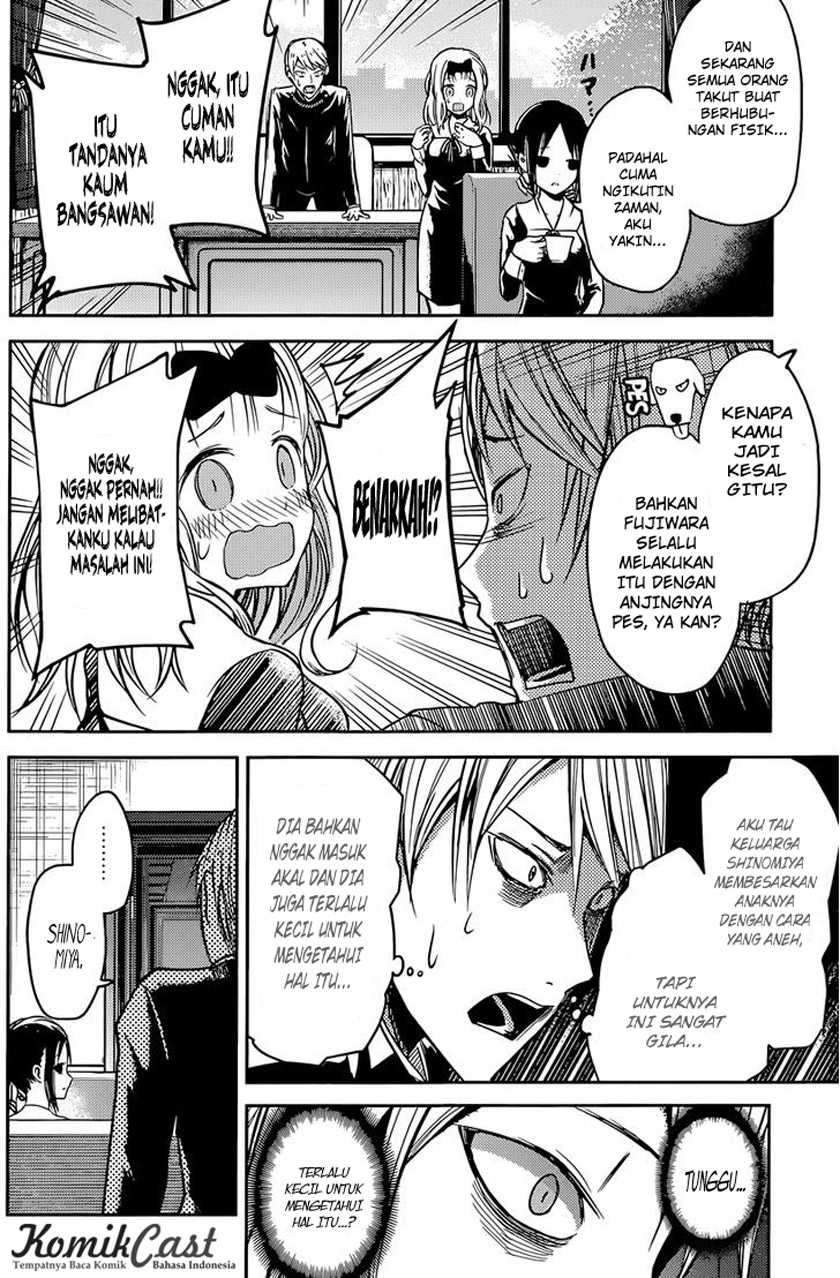 DAN
SEKARANG
SEMUA ORANG
TAKUT BUAT
BERHUBU-
NGAN FISIK...
PADAHAL
CUMA
NGIKUTIN
ZAMAN,
AKU
YAKIN...
ハマ...
NGGAK, ITU
CUMAN
KAMU!!
ITU
TANDANYA
KAUM
BANGSAWAN!
KENAPA
KAMU
JADI
KESAL
GITU?
PES
BAHKAN
FUJIWARA
SELALU
MELAKUKAN
ITU DENGAN
ANJINGNYA
PES, YA KAN?
BENARKAH!?
NGGAK,
NGGAK PERNAH!!
JANGAN MELIBAT-
KANKU KALAU
MASALAH INI!
AKU TAU
KELUARGA
SHINOMIYA
MEMBESARKAN
ANAKNYA
DENGAN CARA
YANG ANEH,
TAPI
UNTUKNYA
INI SANGAT
GILA...
DIA BAHKAN
NGGAK MASUK
AKAL DAN DIA
JUGA TERLALU
KECIL UNTUK
MENGETAHUI
HAL ITU...
TUNGGU...
TERLALU
KECIL UNTUK
MENGETAHUI
HAL ITU...?
........
SHINO-
MIYA,
KomikCast
Tempatnya Baca Komik Bahasa Indonesia